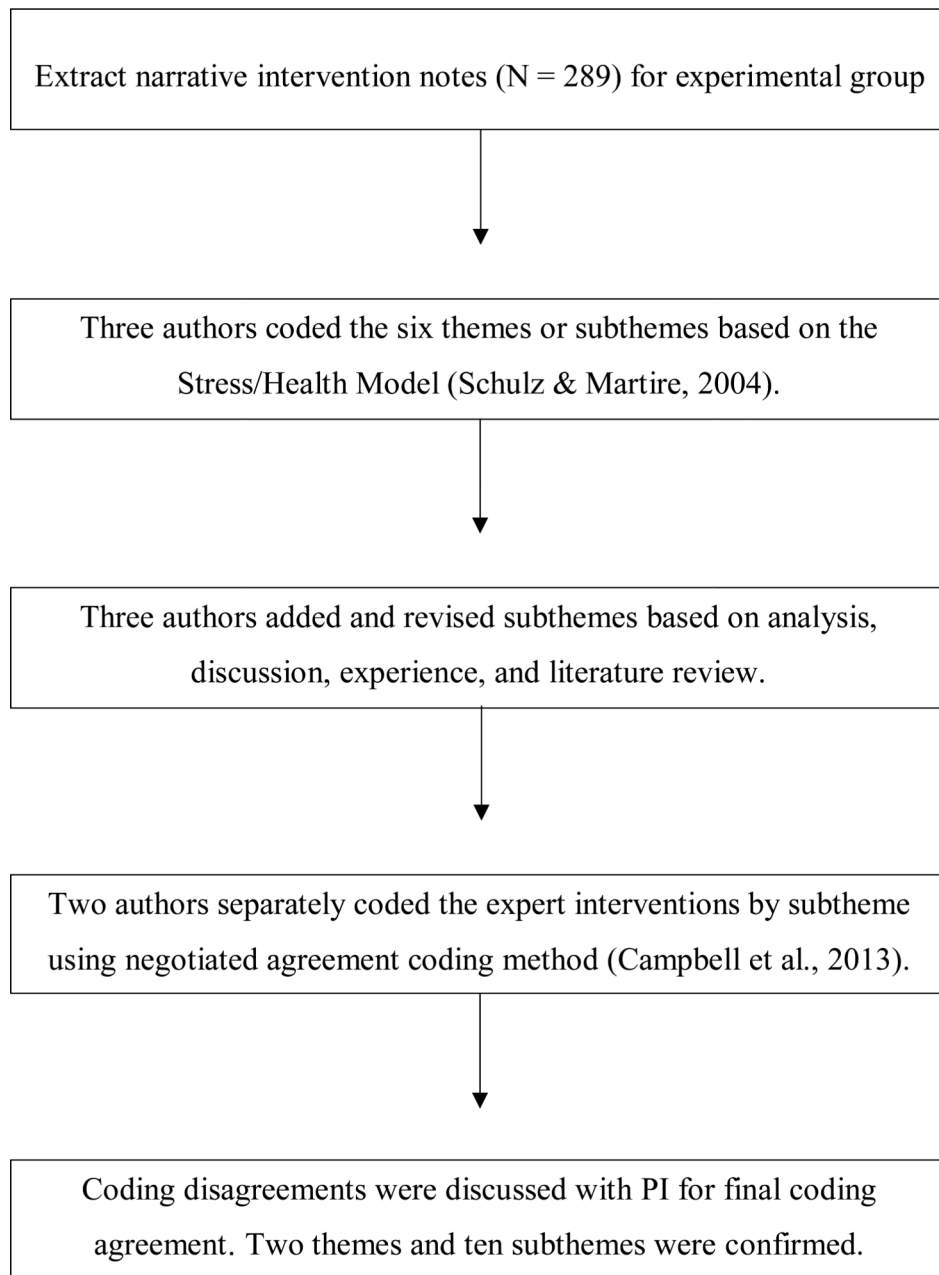 Extract narrative intervention notes (N = 289) for experimental group
Three authors coded the six themes or subthemes based on the
Stress/Health Model (Schulz & Martire, 2004).
Three authors added and revised subthemes based on analysis,
discussion, experience, and literature review.
Two authors separately coded the expert interventions by subtheme
using negotiated agreement coding method (Campbell et al., 2013).
Coding disagreements were discussed with PI for final coding
agreement. Two themes and ten subthemes were confirmed.